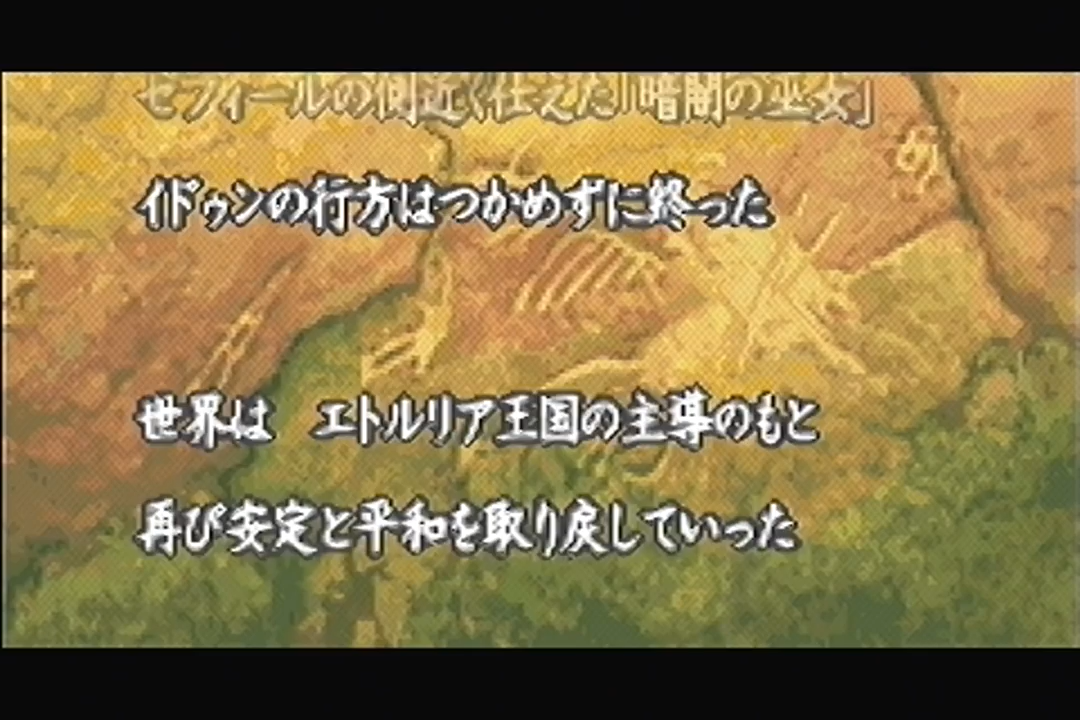 ゼフィールの側近く仕えた「暗闇の巫女」
イドゥンの行方はつかめずに終った
世界は　エトルリア王国の主導のもと
再び安定と平和を取り戻していった